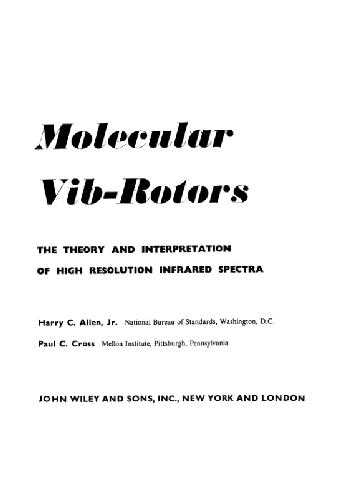 Molecular
Vib-Rotors
THE THEORY AND INTERPRETATION
OF HIGH RESOLUTION INFRARED SPECTRA
Harry C. Allen, Jr. National Bureau of Standards, Washington, D.C.
Paul C. Cross Mellon Institute, Pittsburgh, Pennsylvania
JOHN WILEY AND SONS, INC., NEW YORK AND LONDON